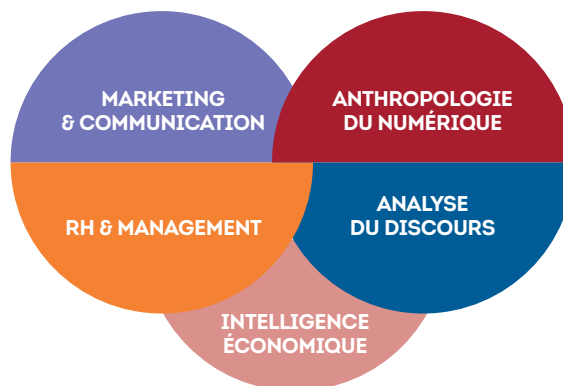 MARKETING
& COMMUNICATION
ANTHROPOLOGIE
DU NUMÉRIQUE
RH & MANAGEMENT
ANALYSE
DU DISCOURS
INTELLIGENCE
ÉCONOMIQUE